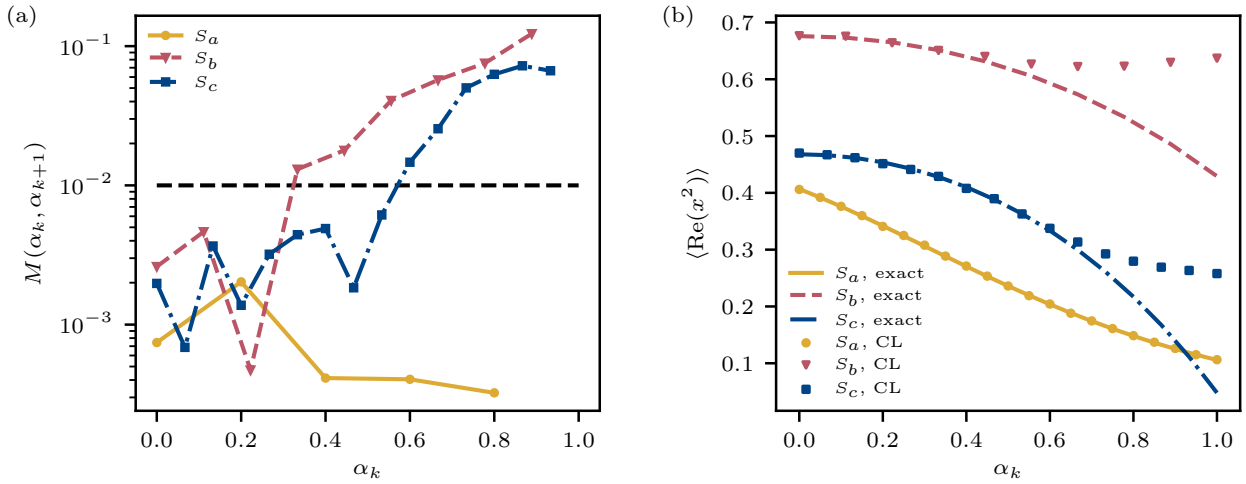 (a)
S_a
S_b
S_c
10^{-1}
10^{-2}
10^{-3}
M(α_k, α_{k+1})
0.0 0.2 0.4 0.6 0.8 1.0
α_k
(b)
0.7
0.6
0.5
0.4
0.3
0.2
0.1
⟨Re(x^2)⟩
S_a, exact
S_b, exact
S_c, exact
S_a, CL
S_b, CL
S_c, CL
0.0 0.2 0.4 0.6 0.8 1.0
α_k